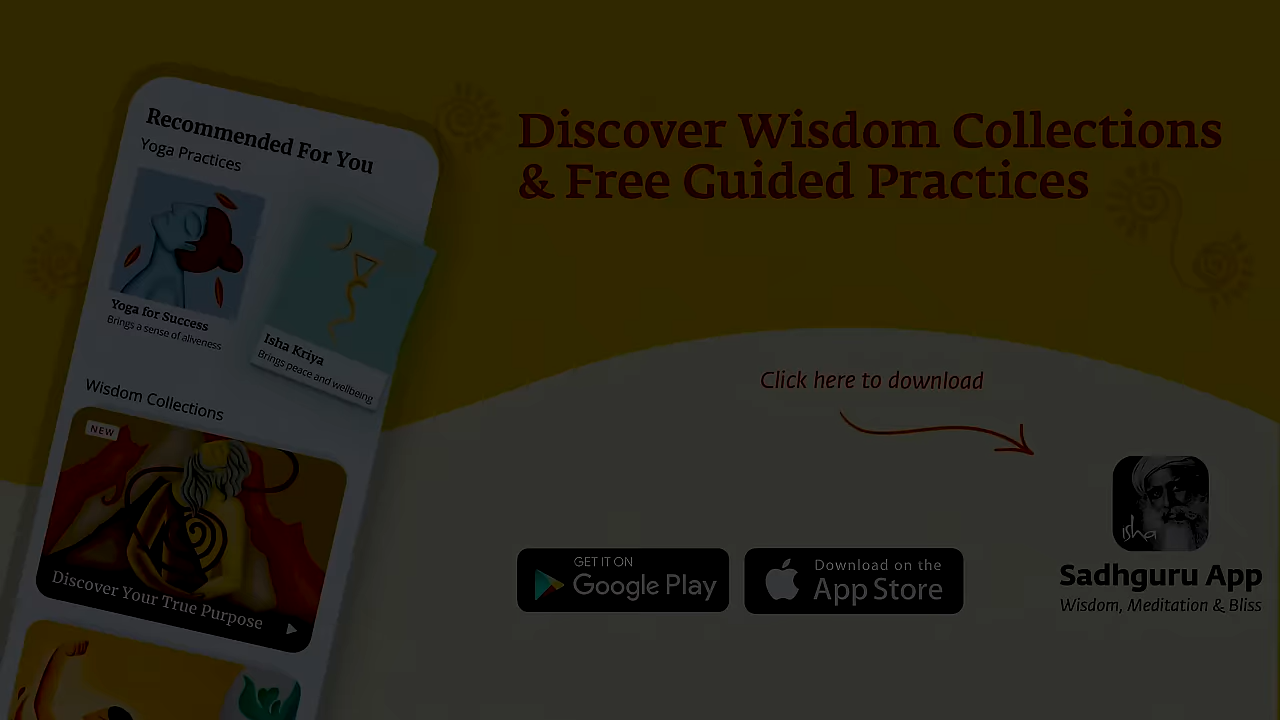 Recommended For You
Yoga Practices
Yoga for Success
Brings a sense of aliveness
Isha Kriya
Brings peace and wellbeing
Wisdom Collections
NEW
Discover Your True Purpose
Discover Wisdom Collections
& Free Guided Practices
Click here to download
GET IT ON
Google Play
Download on the
App Store
isha
Sadhguru App
Wisdom, Meditation & Bliss